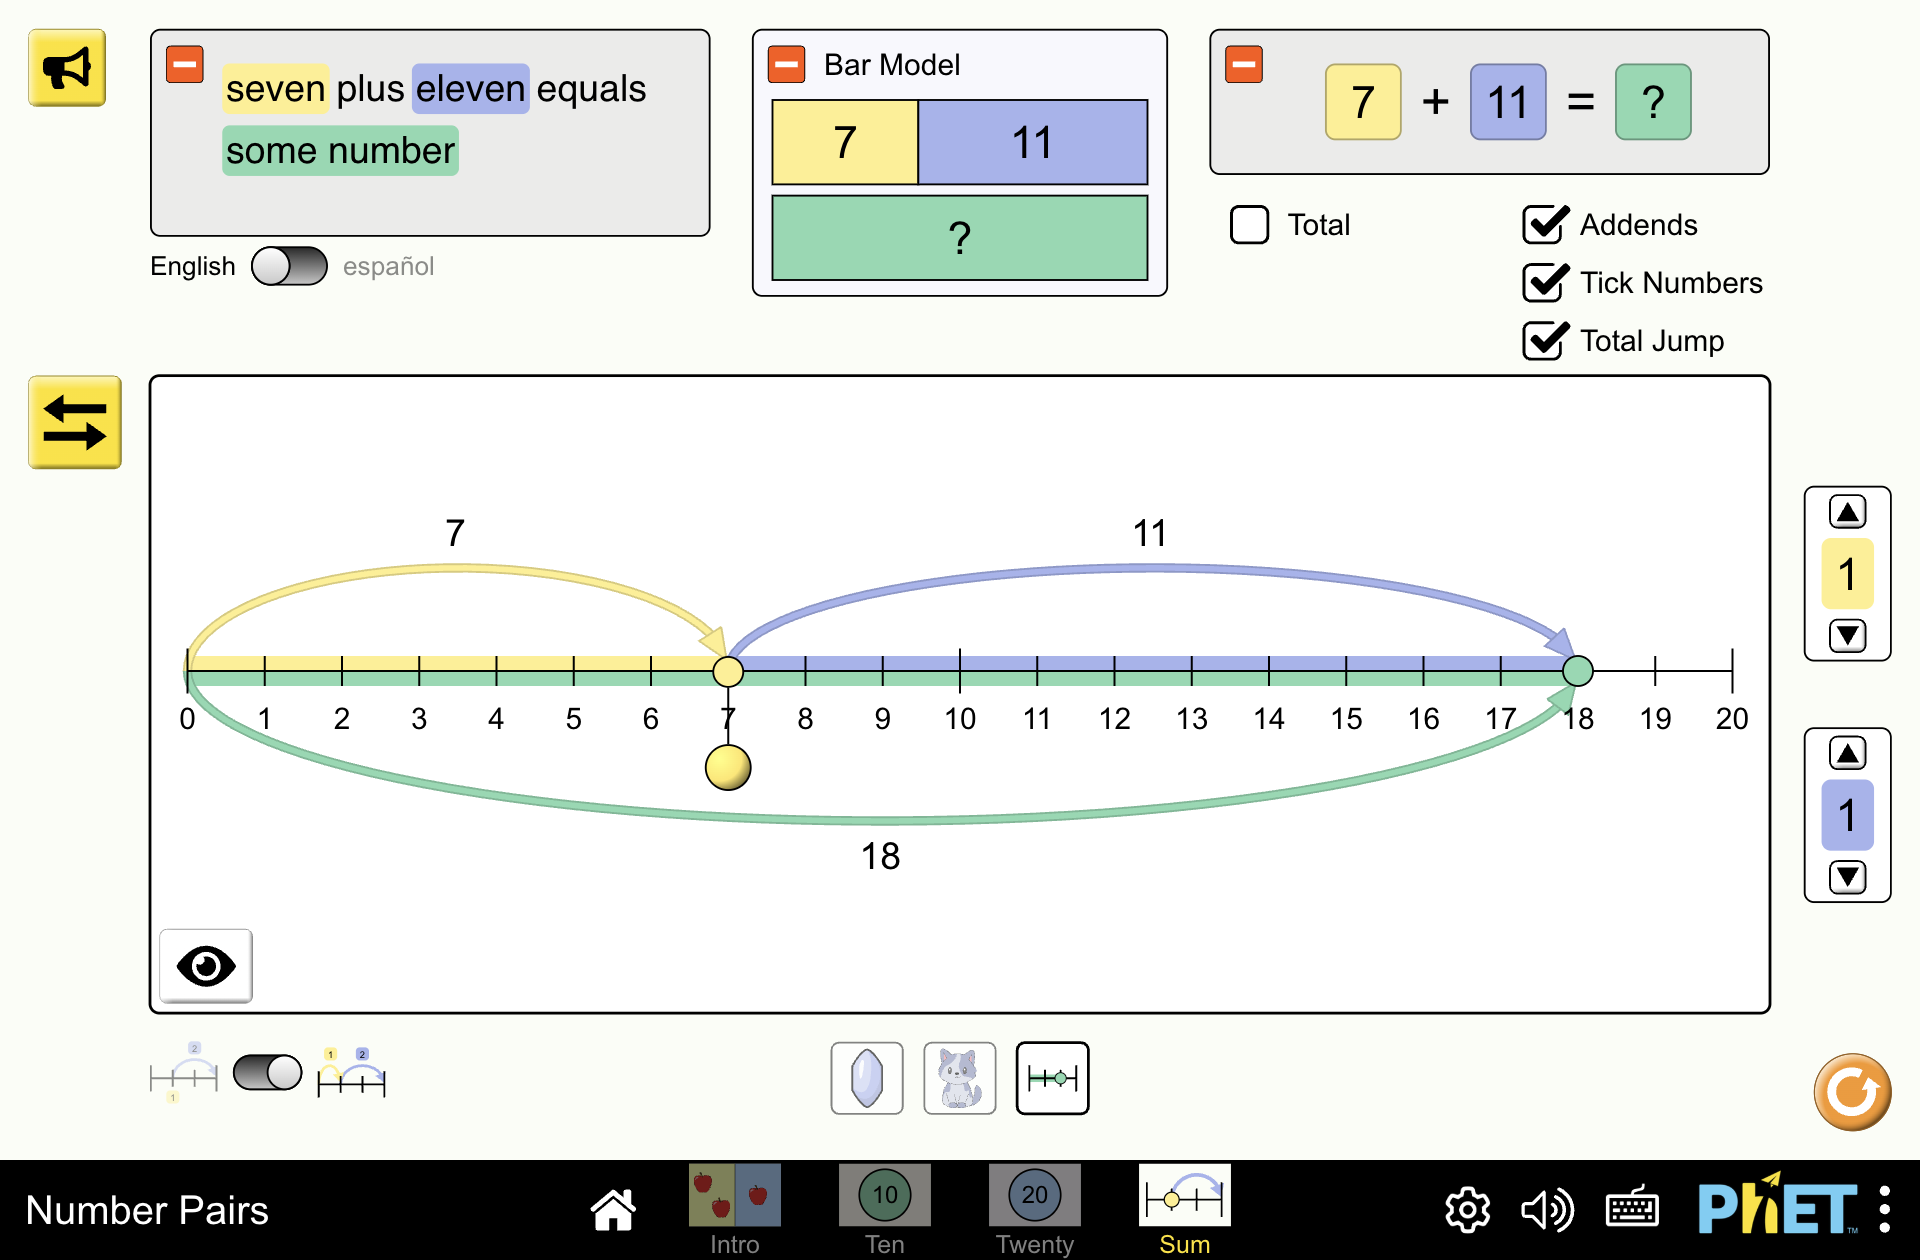 seven plus eleven equals
some number
English español
Bar Model
7 11
?
7 + 11 = ?
Total
Addends
Tick Numbers
Total Jump
7 11
0 1 2 3 4 5 6 7 8 9 10 11 12 13 14 15 16 17 18 19 20
18
1
1
2
1
1 2
Number Pairs
Intro
10
Ten
20
Twenty
Sum
PhET™